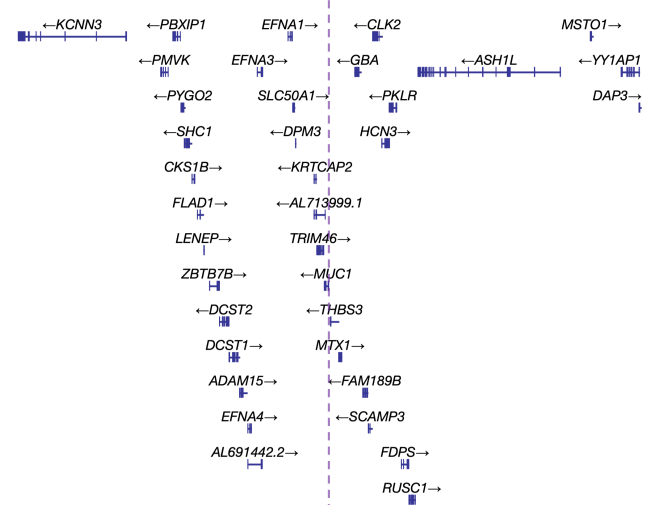 ←KCNN3 ←PBXIP1 EFNA1→ ←CLK2 MSTO1→
←PMVK EFNA3→ ←GBA ←ASH1L ←YY1AP1
←PYGO2 SLC50A1→ ←PKLR DAP3→
←SHC1 ←DPM3 HCN3→
CKS1B→ ←KRTCAP2
FLAD1→ ←AL713999.1
LENEP→ TRIM46→
ZBTB7B→ ←MUC1
←DCST2 ←THBS3
DCST1→ MTX1→
ADAM15→ ←FAM189B
EFNA4→ ←SCAMP3
AL691442.2→ FDPS→
RUSC1→